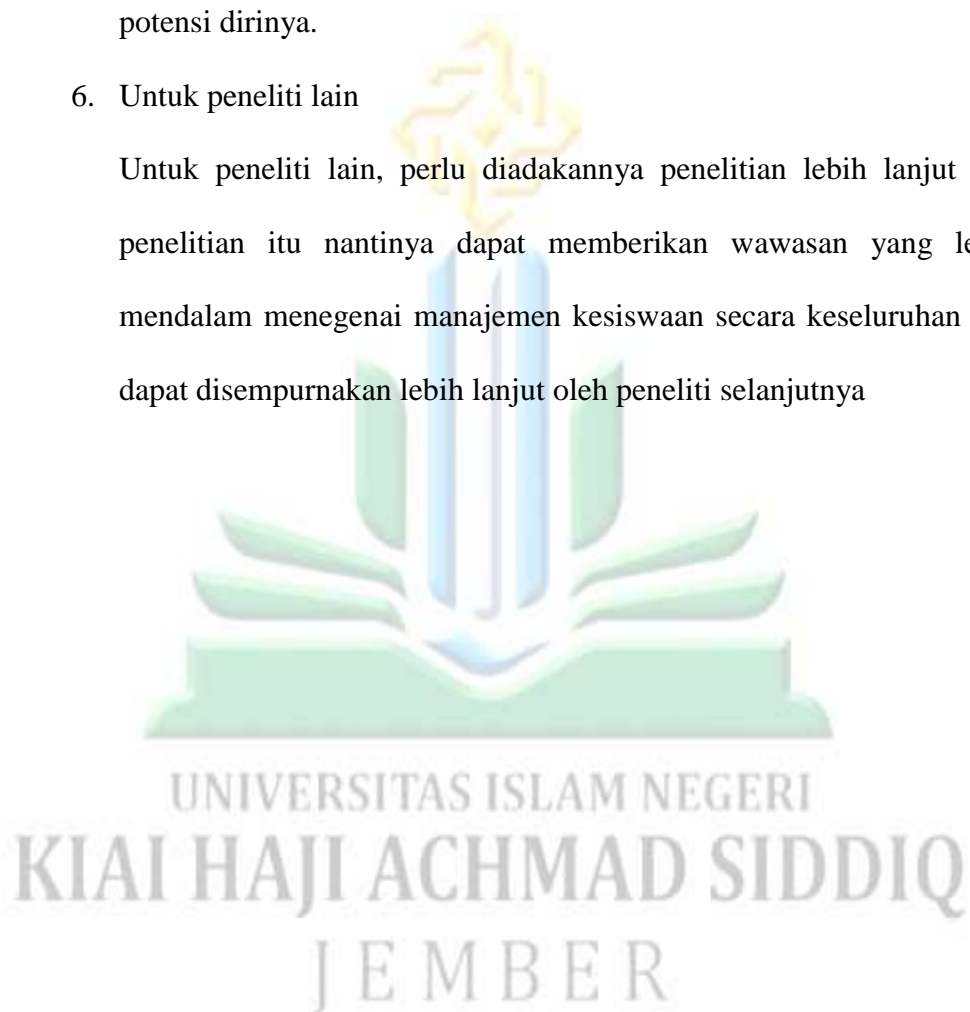 potensi dirinya.
6. Untuk peneliti lain
Untuk peneliti lain, perlu diadakannya penelitian lebih lanjut
penelitian itu nantinya dapat memberikan wawasan yang
mendalam menegenai manajemen kesiswaan secara keseluruhan
dapat disempurnakan lebih lanjut oleh peneliti selanjutnya
UNIVERSITAS ISLAM NEGERI
KIAI HAJI ACHMAD SIDDIQ
JEMBER